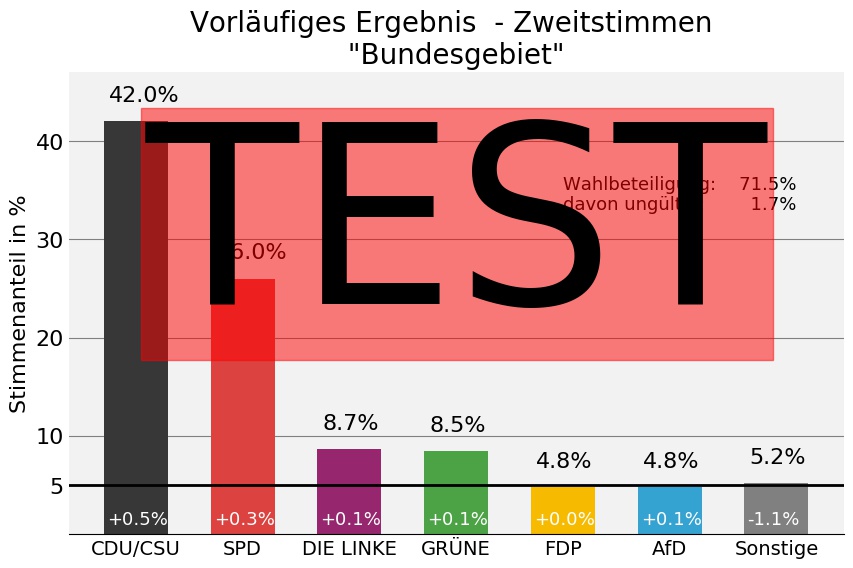 Vorläufiges Ergebnis - Zweitstimmen
"Bundesgebiet"
Stimmenanteil in %
40
30
20
10
5
42.0%
8.7%
8.5%
4.8%
4.8%
5.2%
TEST
71.5%
davon
1.7%
+0.5%
+0.3%
+0.1%
+0.1%
+0.0%
+0.1%
-1.1%
CDU/CSU
SPD
DIE LINKE
GRÜNE
FDP
AfD
Sonstige